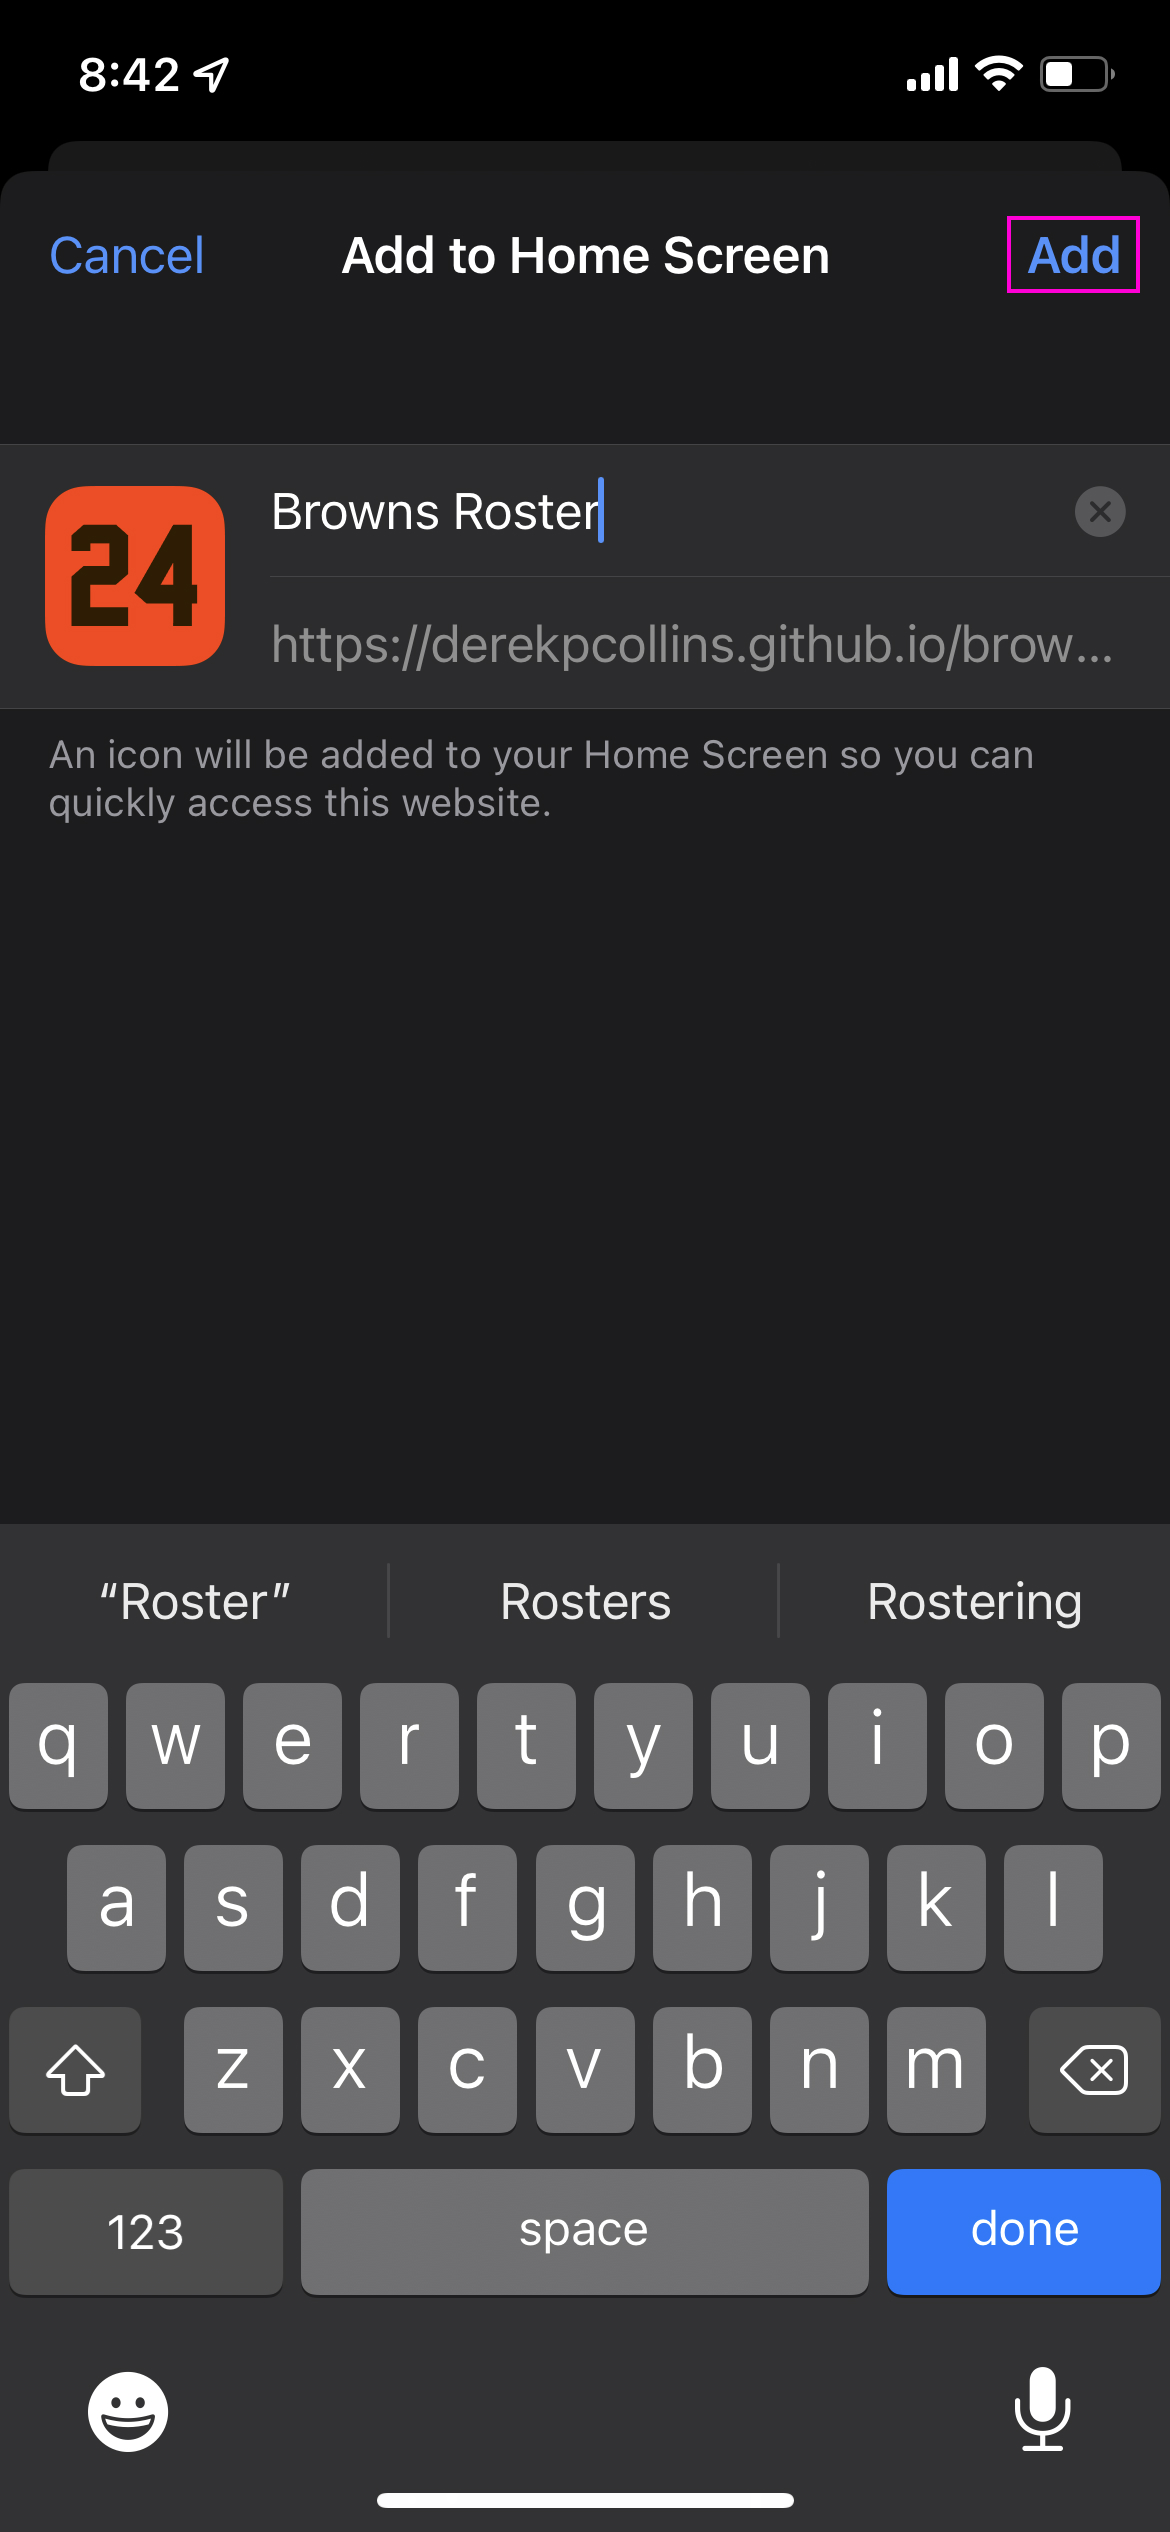 8:42
Cancel Add to Home Screen Add
24
Browns Roster
https://derekpcollins.github.io/brow...
An icon will be added to your Home Screen so you can
quickly access this website.
“Roster” Rosters Rostering
q w e r t y u i o p
a s d f g h j k l
z x c v b n m
123 space done